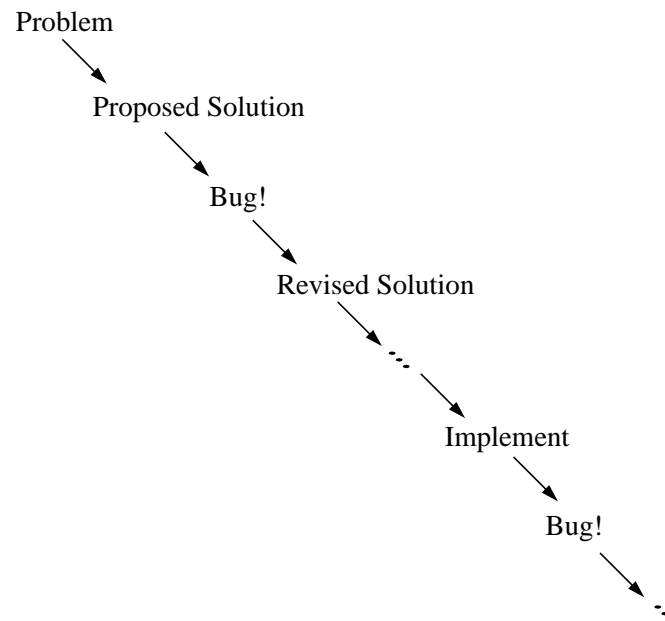 Problem
Proposed Solution
Bug!
Revised Solution
Implement
Bug!